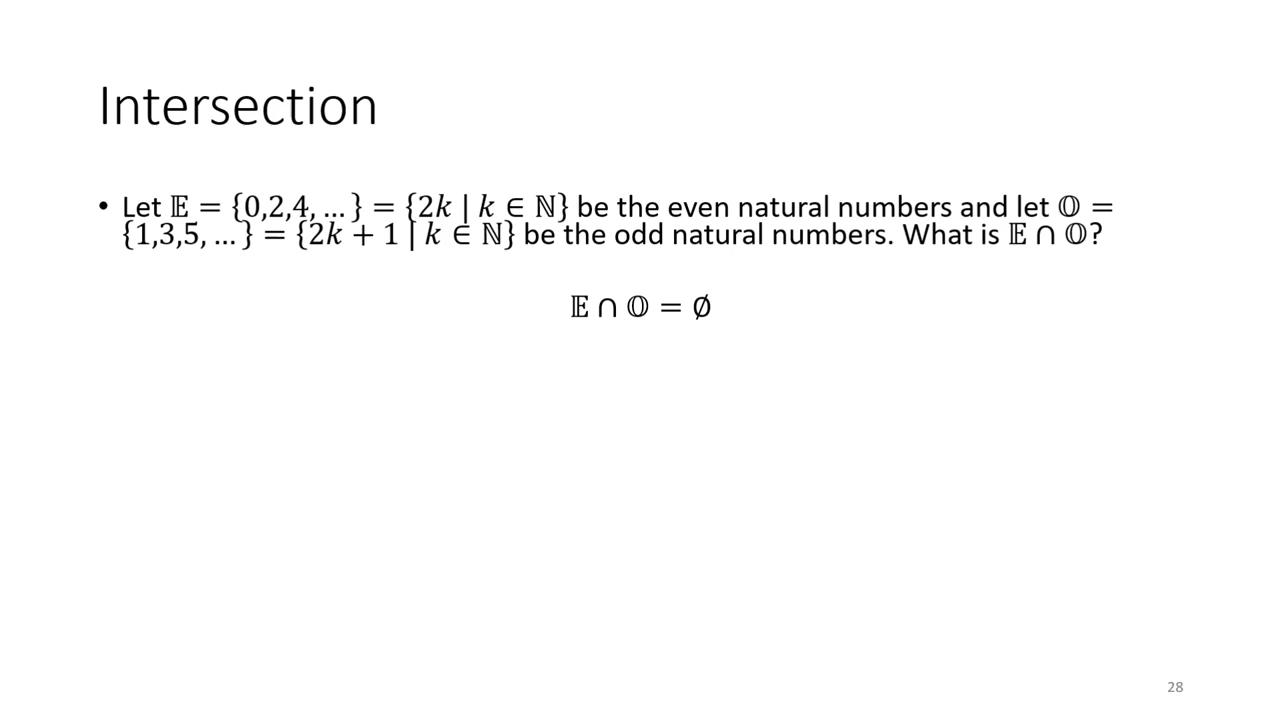 Intersection
• Let 𝔼 = {0,2,4, … } = {2𝑘 | 𝑘 ∈ ℕ} be the even natural numbers and let 𝕆 =
{1,3,5, … } = {2𝑘 + 1 | 𝑘 ∈ ℕ} be the odd natural numbers. What is 𝔼 ∩ 𝕆?
𝔼 ∩ 𝕆 = ∅
28